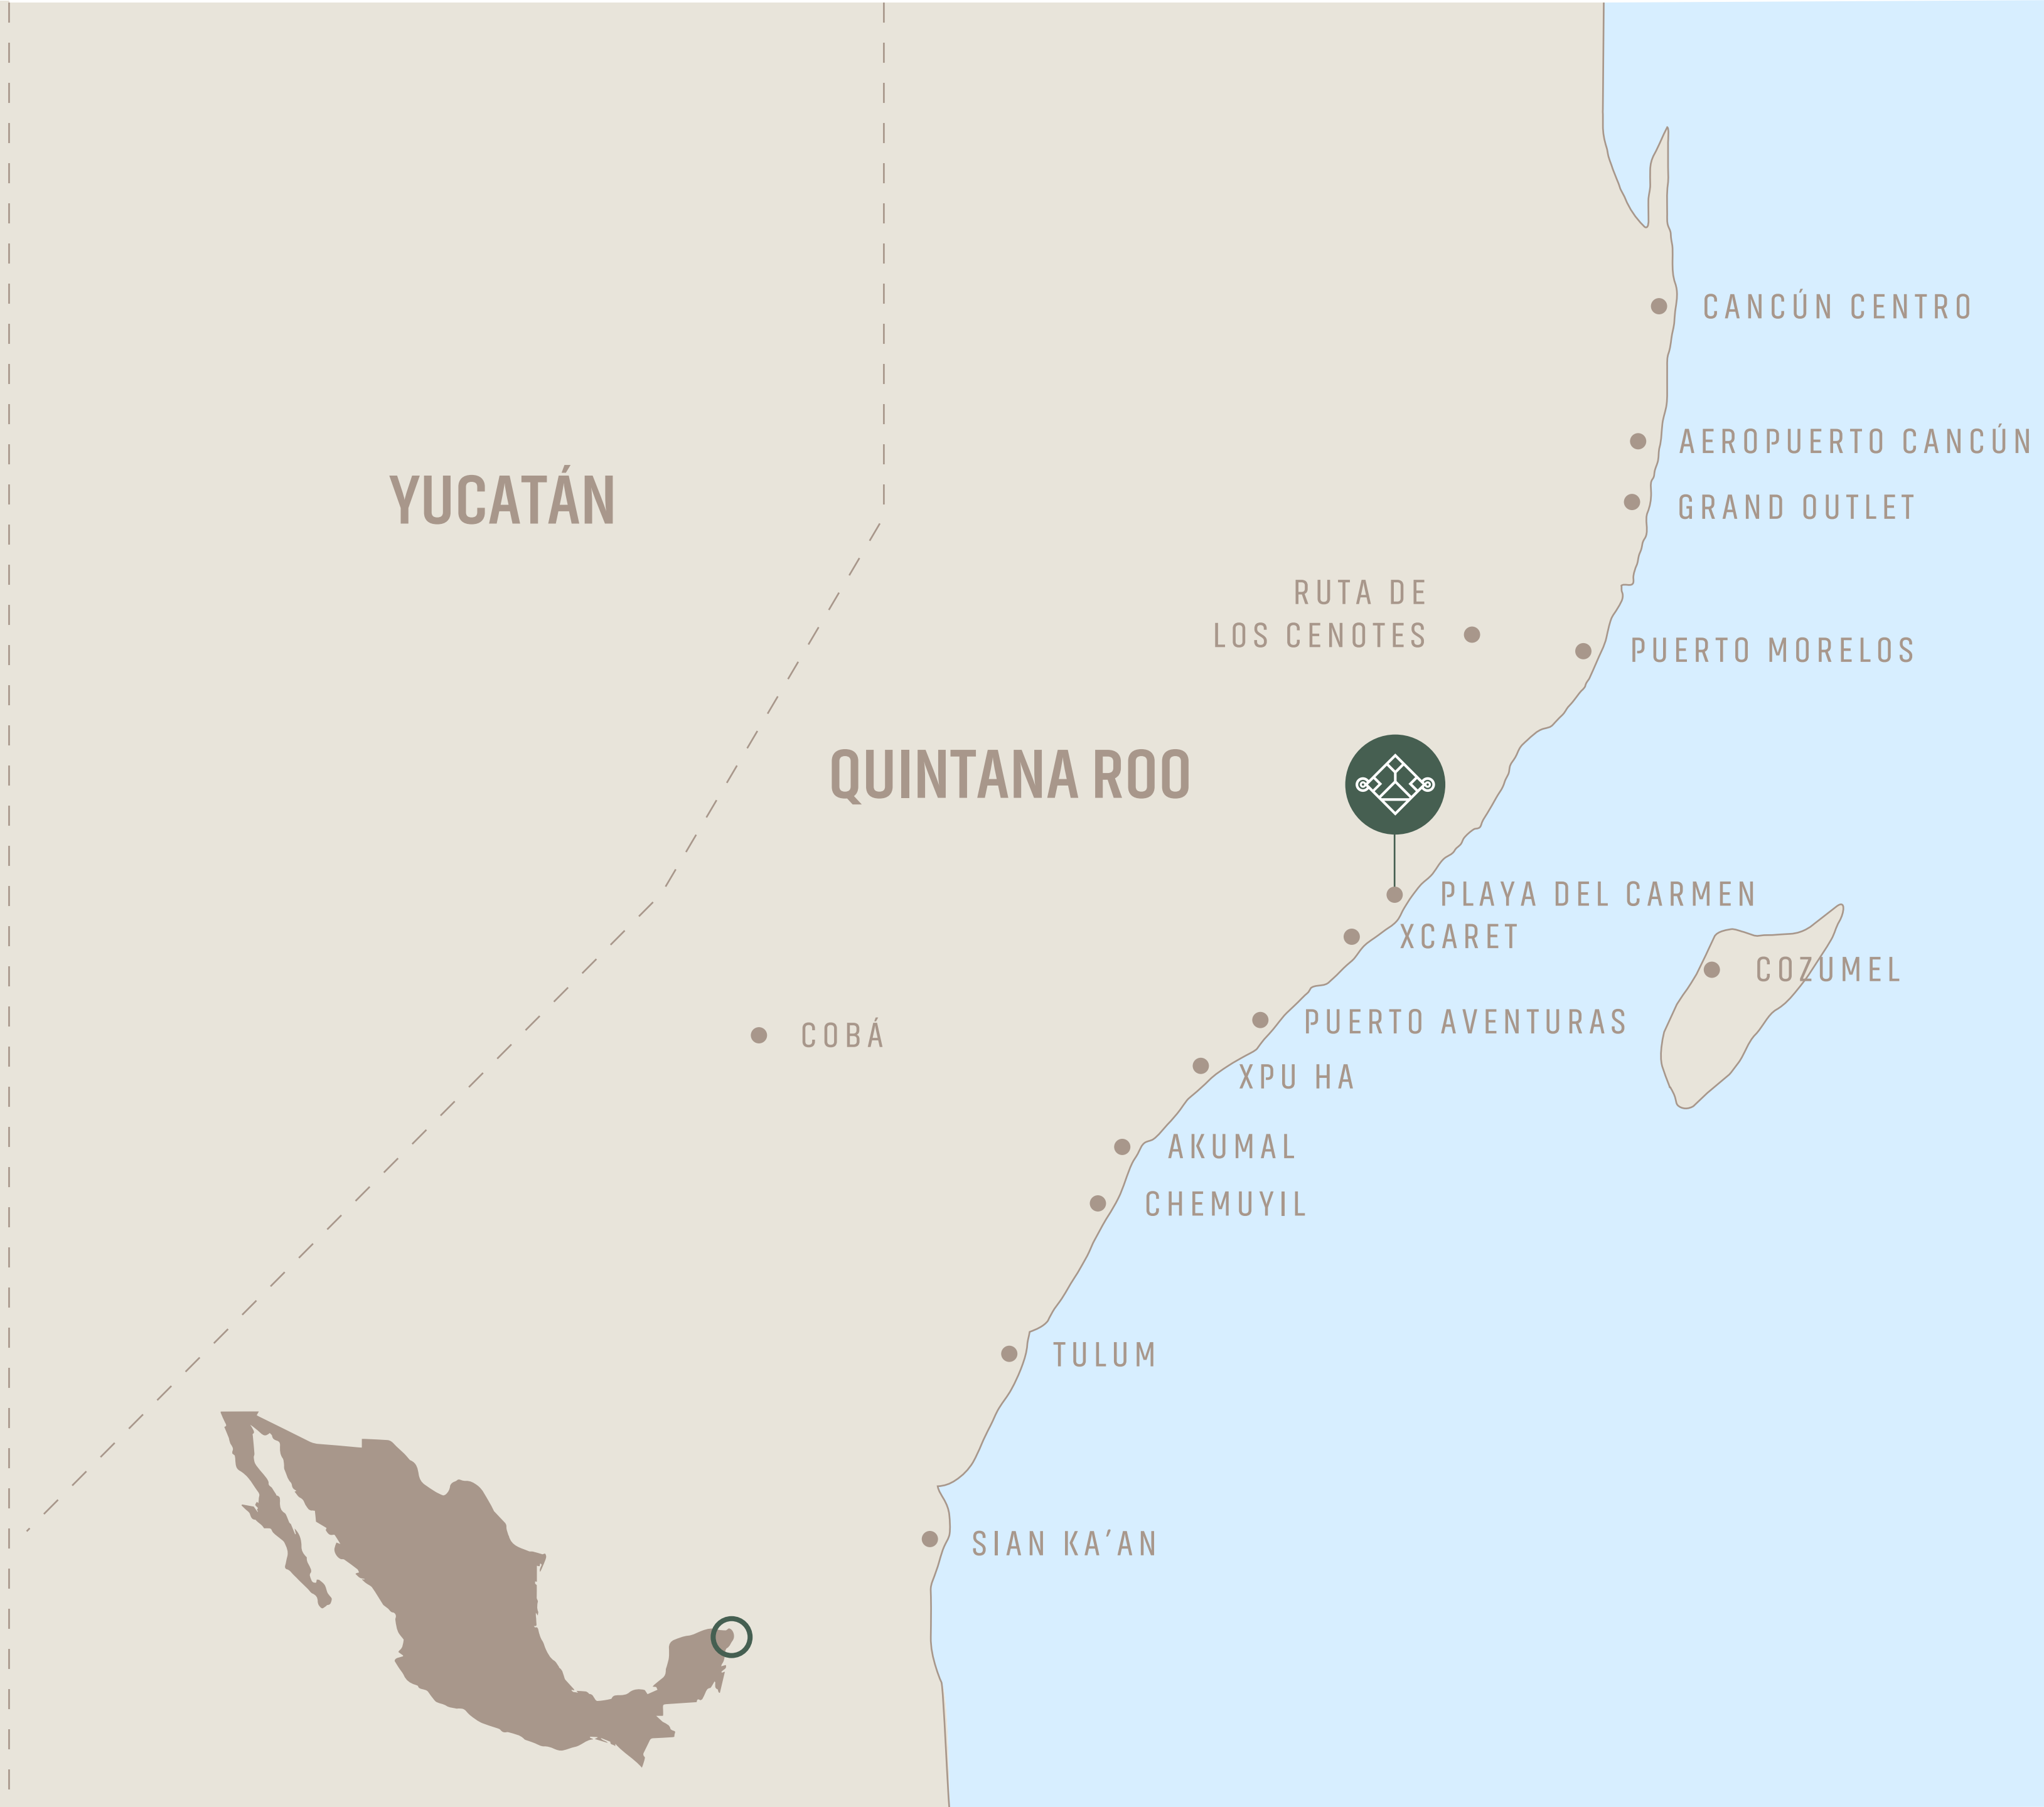 CANCÚN CENTRO
AEROPUERTO CANCÚN
YUCATÁN
GRAND OUTLET
RUTA DE
LOS CENOTES
PUERTO MORELOS
QUINTANA ROO
PLAYA DEL CARMEN
XCARET
COZUMEL
PUERTO AVENTURAS
COBÁ
XPU HA
AKUMAL
CHEMUYIL
TULUM
SIAN KA'AN